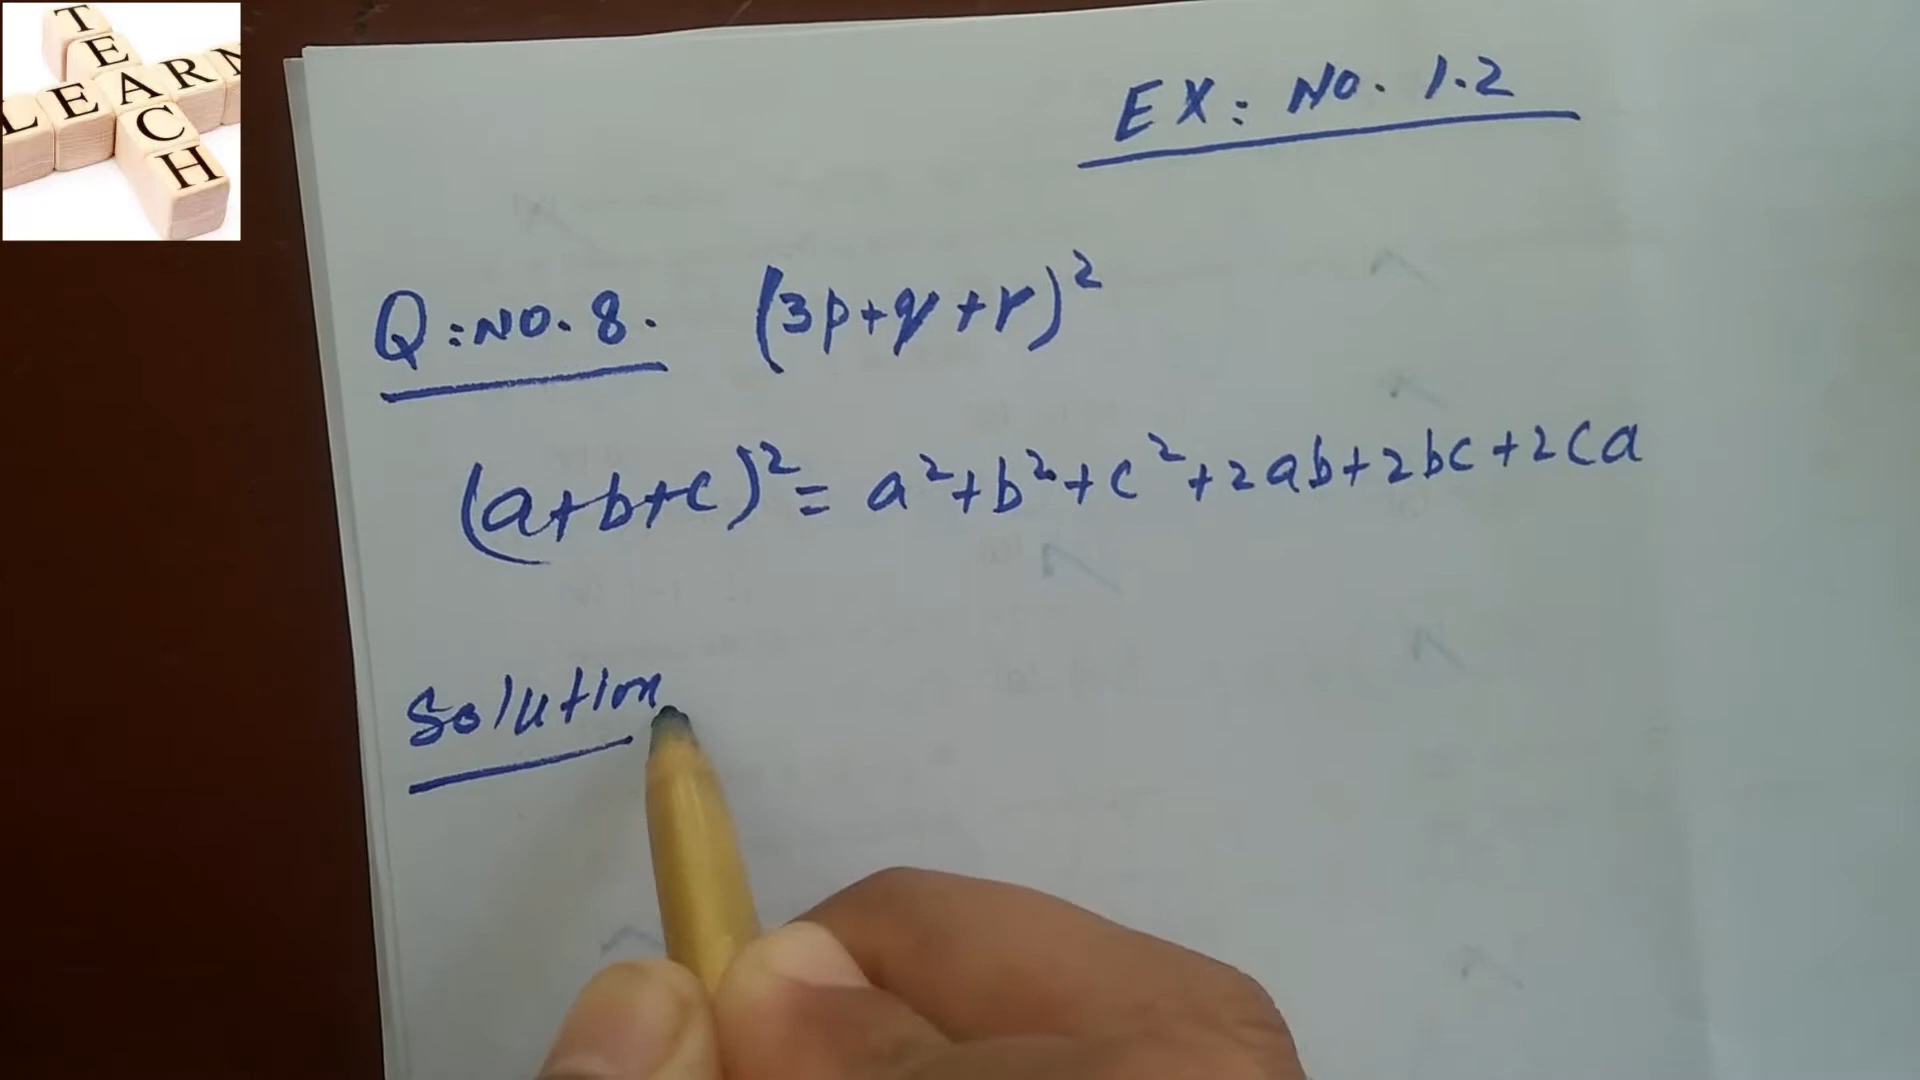 TEACH
LEARN
EX: NO. 1.2
Q:NO.8. (3p+q+r)²
(a+b+c)² = a²+b²+c²+2ab+2bc+2ca
Solution